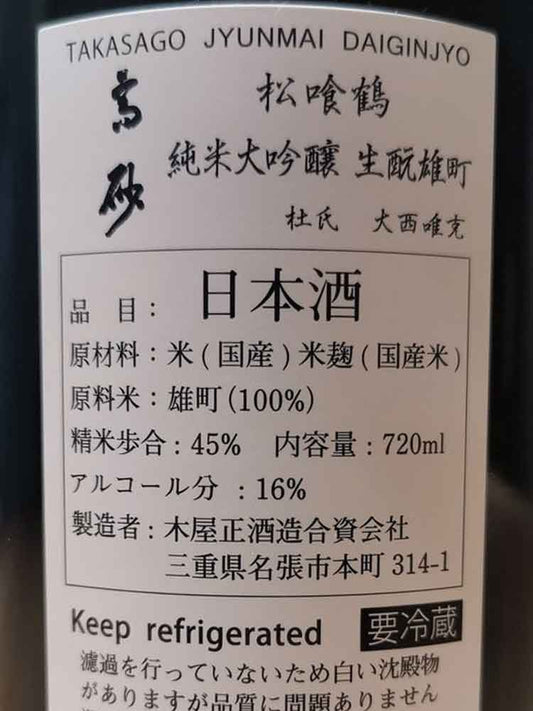 TAKASAGO JYUNMAI DAIGINJYO
髙砂
松喰鶴
純米大吟醸 生酛雄町
杜氏 大西唯克
品 目: 日本酒
原材料:米(国産)米麹(国産米)
原料米:雄町(100%)
精米歩合:45% 内容量:720ml
アルコール分 :16%
製造者:木屋正酒造合資会社
三重県名張市本町314-1
Keep refrigerated 要冷蔵
濾過を行っていないため白い沈殿物
がありますが品質に問題ありません